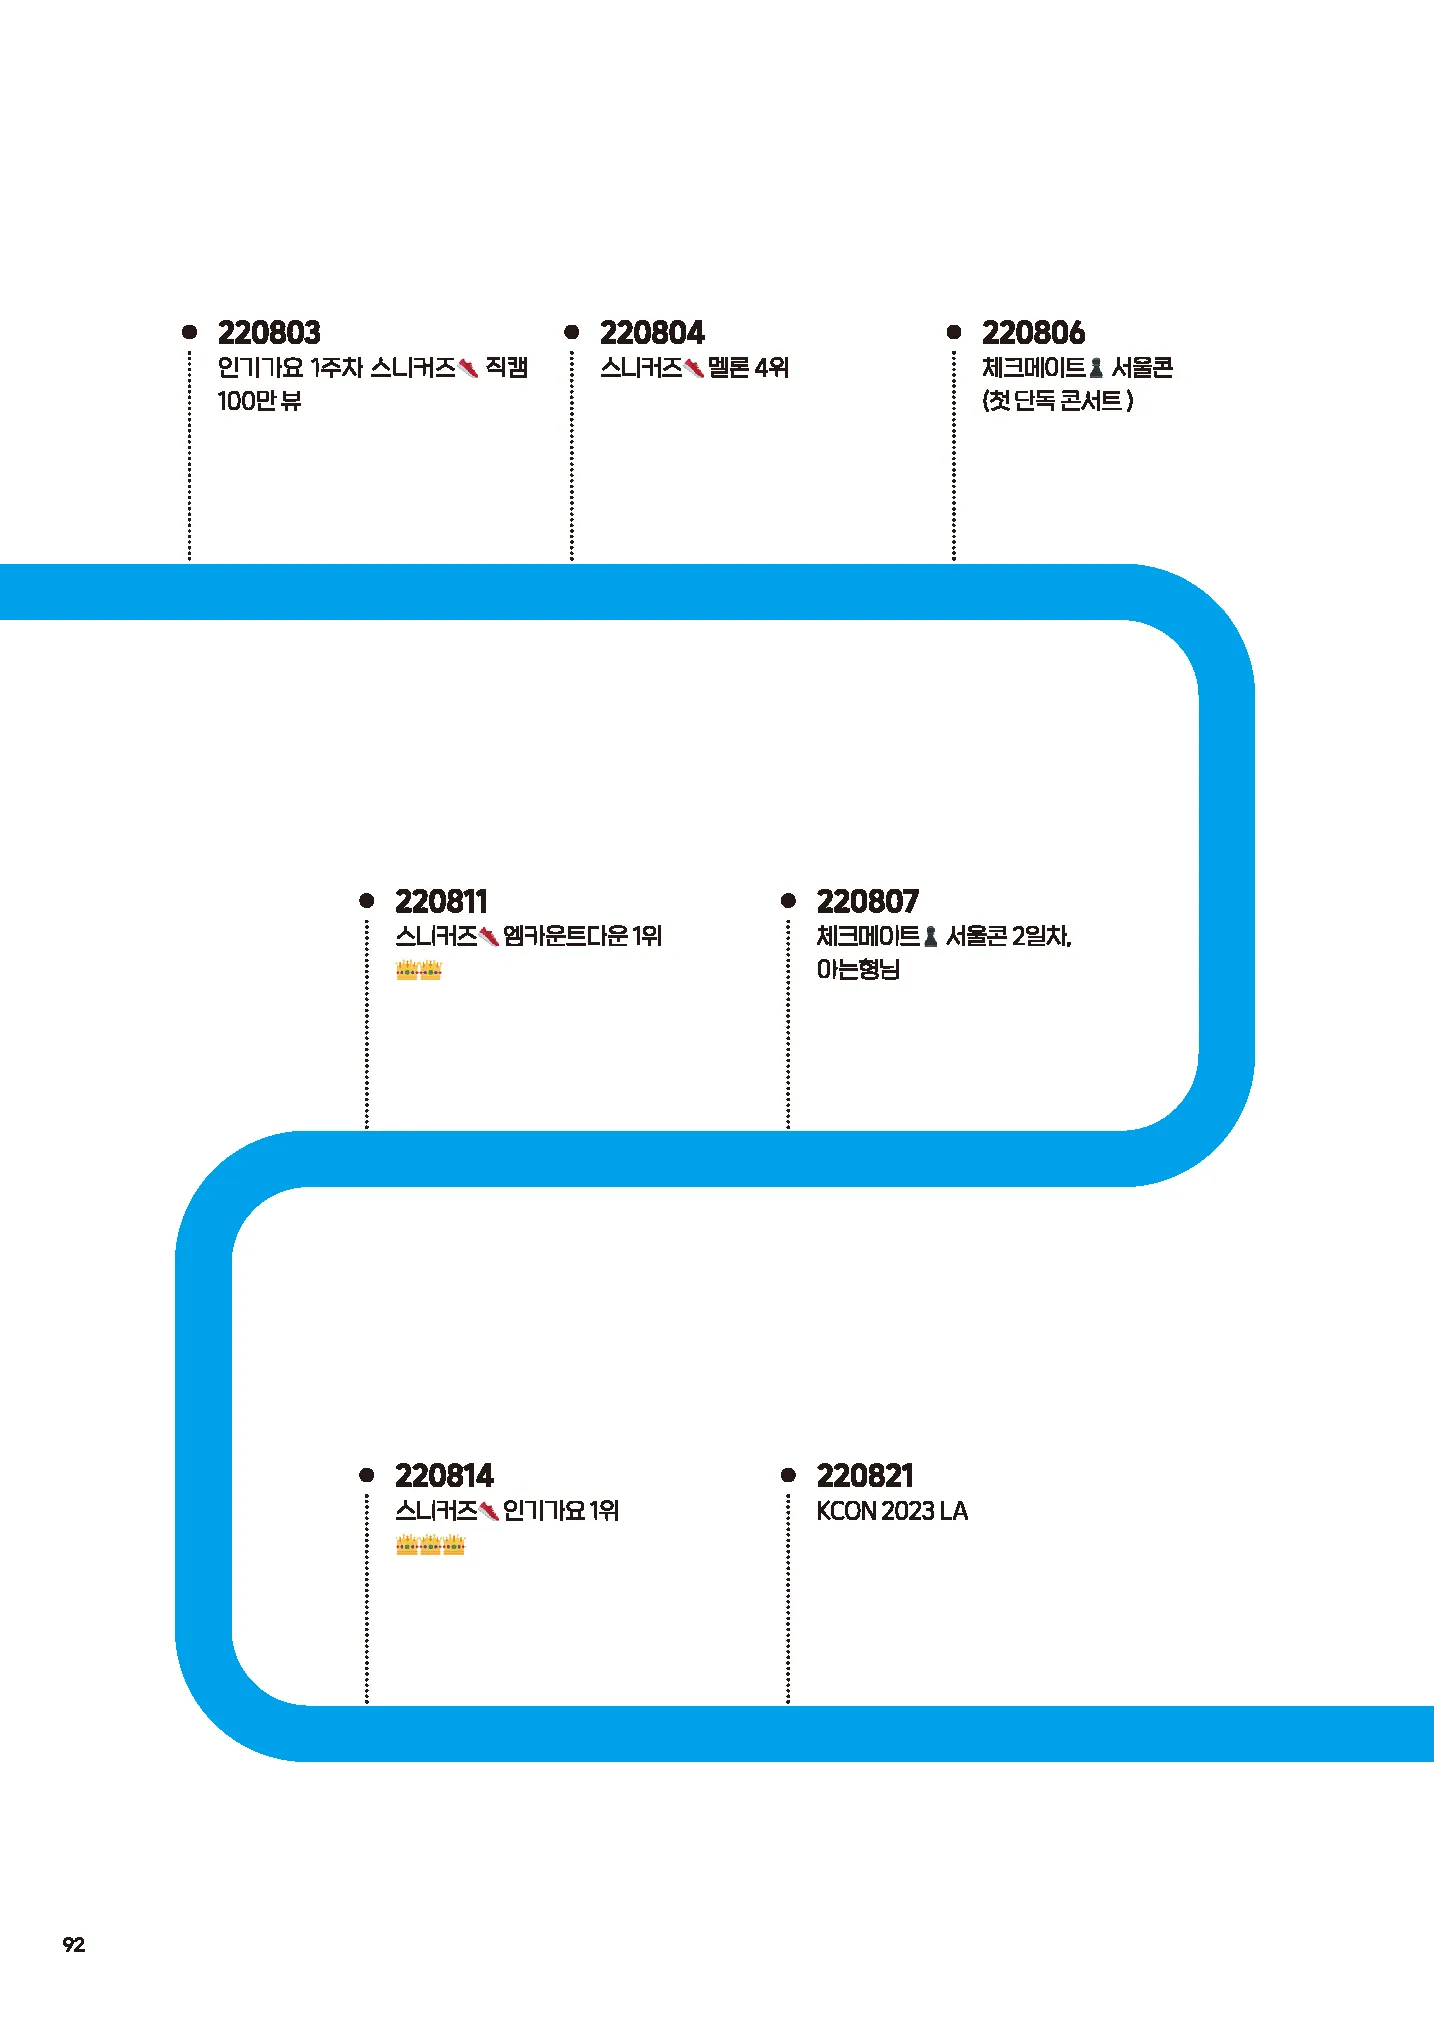 220803
인기가요 1주차 스니커즈👟 직캠
100만 뷰
220804
스니커즈👟 멜론 4위
220806
체크메이트♟ 서울콘
(첫 단독 콘서트 )
220807
체크메이트♟ 서울콘 2일차,
아는형님
220811
스니커즈👟 엠카운트다운 1위
👑👑
220814
스니커즈👟 인기가요 1위
👑👑👑
220821
KCON 2023 LA
92